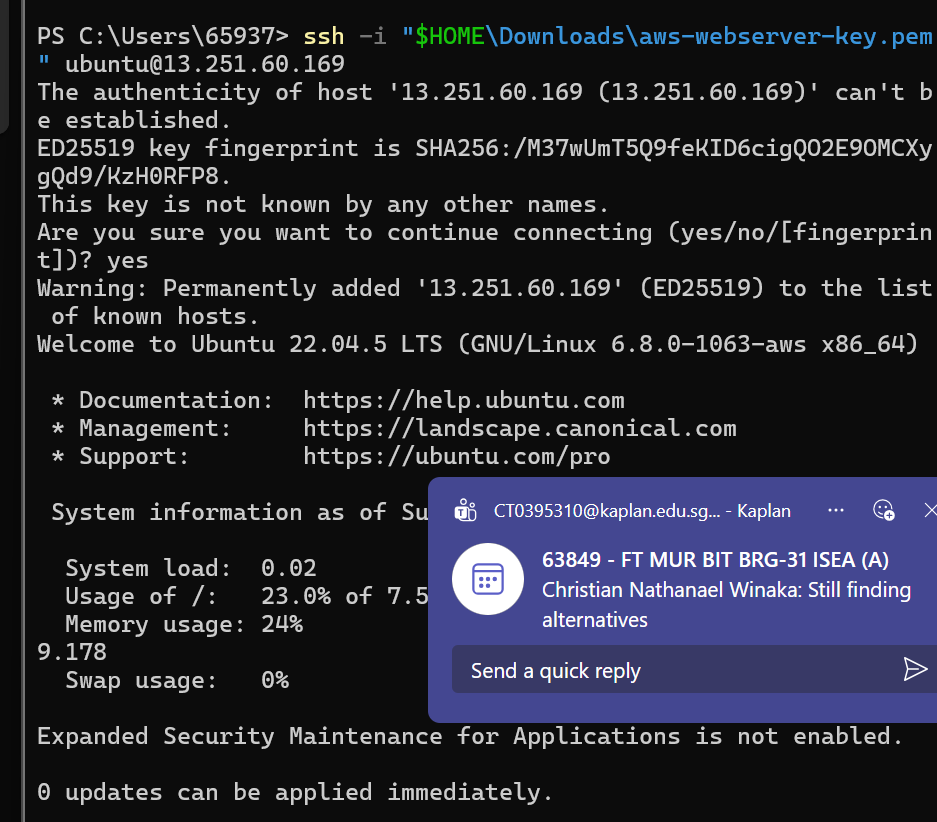 PS C:\Users\65937> ssh -i "$HOME\Downloads\aws-webserver-key.pem
" ubuntu@13.251.60.169
The authenticity of host '13.251.60.169 (13.251.60.169)' can't b
e established.
ED25519 key fingerprint is SHA256:/M37wUmT5Q9feKID6cigQO2E9OMCXy
gQd9/KzH0RFP8.
This key is not known by any other names.
Are you sure you want to continue connecting (yes/no/[fingerprin
t])? yes
Warning: Permanently added '13.251.60.169' (ED25519) to the list
 of known hosts.
Welcome to Ubuntu 22.04.5 LTS (GNU/Linux 6.8.0-1063-aws x86_64)
* Documentation:  https://help.ubuntu.com
* Management:     https://landscape.canonical.com
* Support:        https://ubuntu.com/pro
System information as of Su
System load:  0.02
Usage of /:   23.0% of 7.5
Memory usage: 24%
9.178
Swap usage:   0%
CT0395310@kaplan.edu.sg... - Kaplan
63849 - FT MUR BIT BRG-31 ISEA (A)
Christian Nathanael Winaka: Still finding
alternatives
Send a quick reply
Expanded Security Maintenance for Applications is not enabled.
0 updates can be applied immediately.